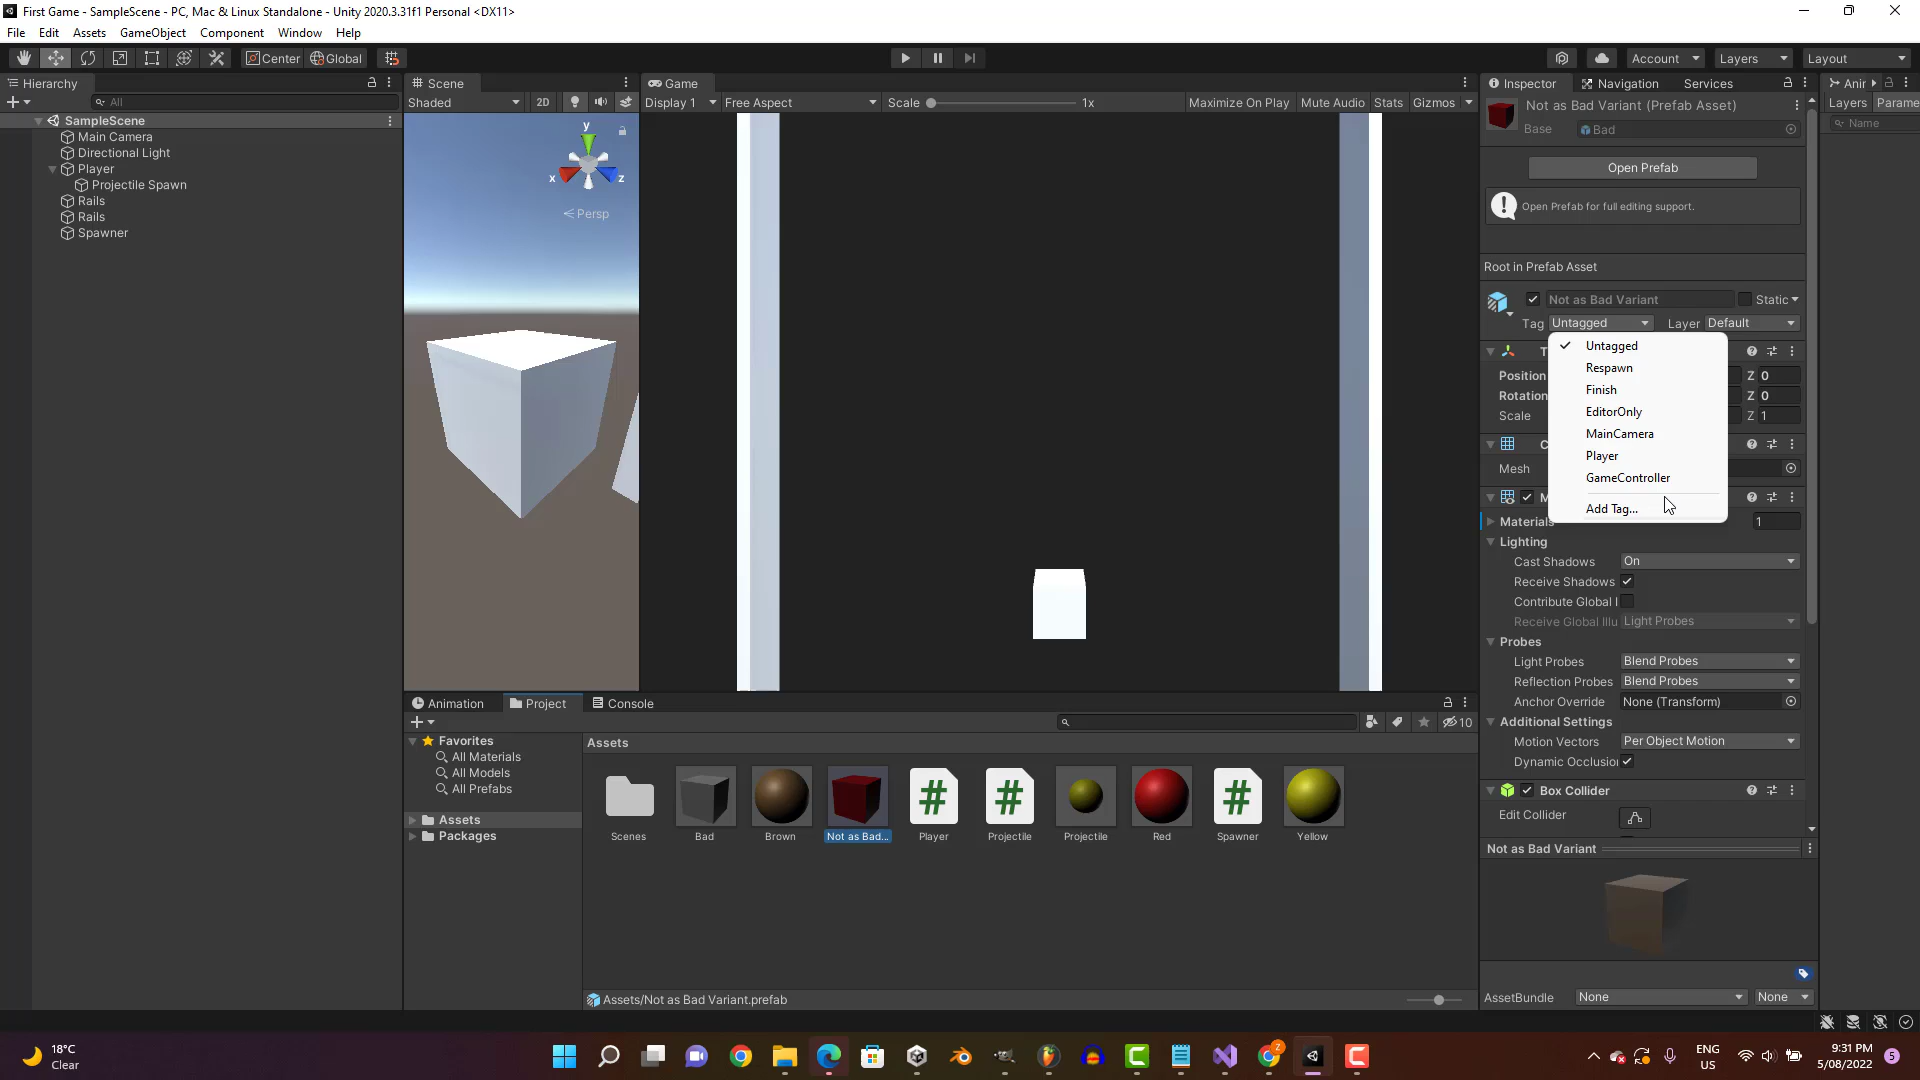 First Game - SampleScene - PC, Mac & Linux Standalone - Unity 2020.3.31f1 Personal <DX11>
File Edit Assets GameObject Component Window Help
Center Global Account Layers Layout
Hierarchy
All
SampleScene
Main Camera
Directional Light
Player
Projectile Spawn
Rails
Rails
Spawner
Scene
Shaded 2D
y
x z
Persp
Game
Display 1 Free Aspect Scale 1x Maximize On Play Mute Audio Stats Gizmos
Inspector Navigation Services
Not as Bad Variant (Prefab Asset)
Base Bad
Open Prefab
Open Prefab for full editing support.
Root in Prefab Asset
Not as Bad Variant Static
Tag Untagged Layer Default
Untagged
Respawn
Finish
EditorOnly
MainCamera
Player
GameController
Add Tag...
T
Position Z 0
Rotation Z 0
Scale Z 1
C
Mesh
M
Materials 1
Lighting
Cast Shadows On
Receive Shadows
Contribute Global I
Receive Global Illu Light Probes
Probes
Light Probes Blend Probes
Reflection Probes Blend Probes
Anchor Override None (Transform)
Additional Settings
Motion Vectors Per Object Motion
Dynamic Occlusion
Box Collider
Edit Collider
Not as Bad Variant
AssetBundle None None
Anir
Layers Parame
Name
Animation Project Console
10
Favorites
All Materials
All Models
All Prefabs
Assets
Packages
Assets
Scenes Bad Brown Not as Bad... Player Projectile Projectile Red Spawner Yellow
Assets/Not as Bad Variant.prefab
18°C
Clear
ENG
US
9:31 PM
5/08/2022
5